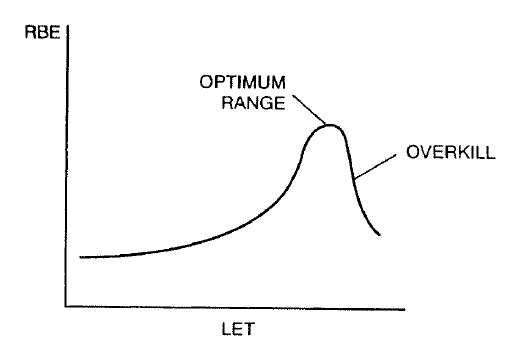 RBE
OPTIMUM
RANGE
OVERKILL
LET